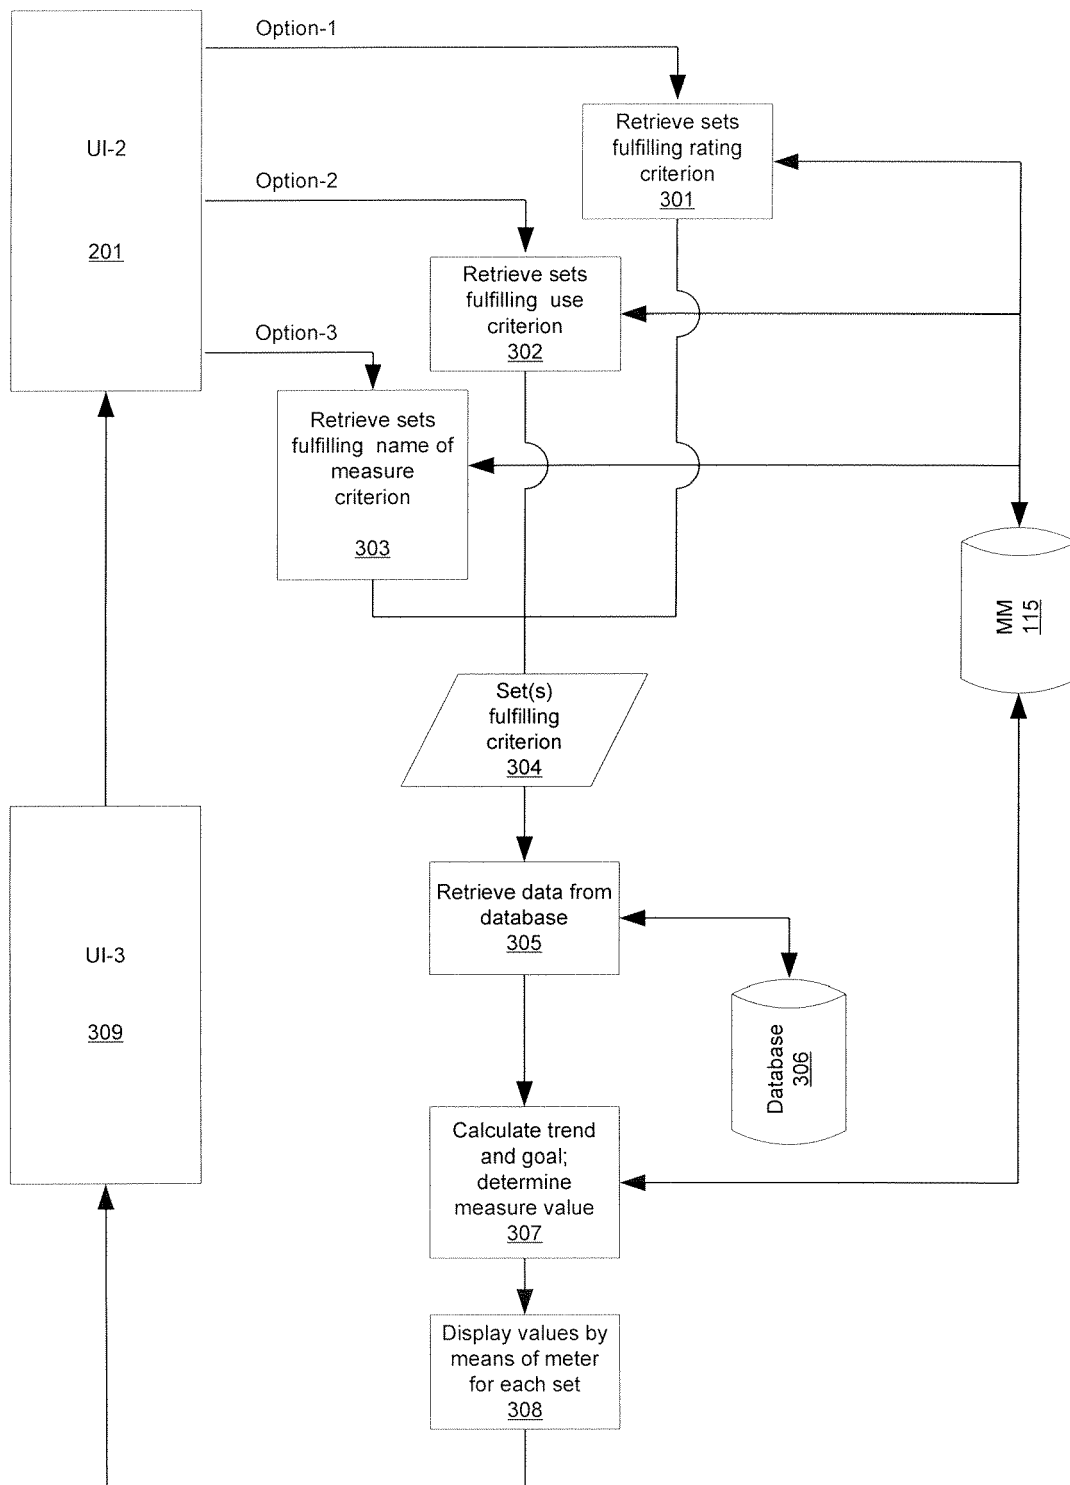 Option-1
UI-2
201
Retrieve sets
fulfilling rating
criterion
301
Option-2
Retrieve sets
fulfilling use
criterion
302
Option-3
Retrieve sets
fulfilling name of
measure
criterion
303
MM
115
Set(s)
fulfilling
criterion
304
Retrieve data from
database
305
UI-3
309
Database
306
Calculate trend
and goal;
determine
measure value
307
Display values by
means of meter
for each set
308